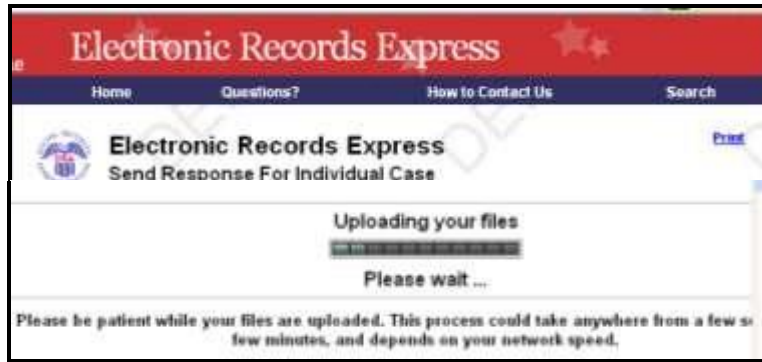 e
Electronic Records Express
Home Questions? How to Contact Us Search
Electronic Records Express
Print
Send Response For Individual Case
Uploading your files
Please wait ...
Please be patient while your files are uploaded. This process could take anywhere from a few se
few minutes, and depends on your network speed.